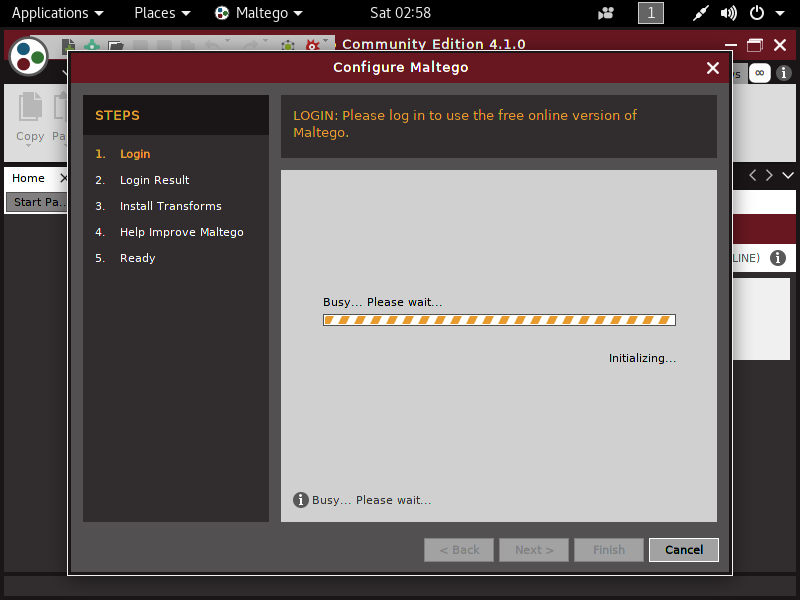 Applications Places Maltego Sat 02:58 1
Community Edition 4.1.0
Configure Maltego
Copy
Home
Start Pa...
STEPS
1. Login
2. Login Result
3. Install Transforms
4. Help Improve Maltego
5. Ready
LOGIN: Please log in to use the free online version of
Maltego.
Busy... Please wait...
Initializing...
Busy... Please wait...
< Back Next > Finish Cancel